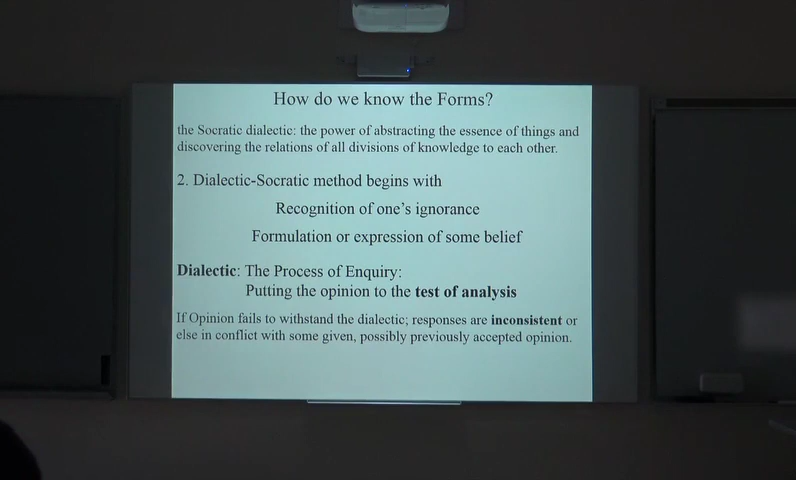 How do we know the Forms?
the Socratic dialectic: the power of abstracting the essence of things and
discovering the relations of all divisions of knowledge to each other.
2. Dialectic-Socratic method begins with
Recognition of one's ignorance
Formulation or expression of some belief
Dialectic: The Process of Enquiry:
Putting the opinion to the test of analysis
If Opinion fails to withstand the dialectic; responses are inconsistent or
else in conflict with some given, possibly previously accepted opinion.